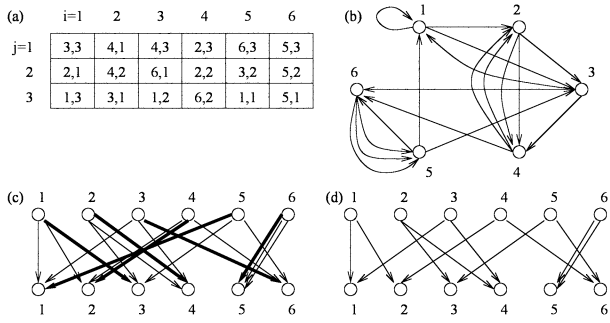 (a) i=1 2 3 4 5 6
j=1 3,3 4,1 4,3 2,3 6,3 5,3
2 2,1 4,2 6,1 2,2 3,2 5,2
3 1,3 3,1 1,2 6,2 1,1 5,1
(b) 1 2
6 3
5 4
(c) 1 2 3 4 5 6
1 2 3 4 5 6
(d) 1 2 3 4 5 6
1 2 3 4 5 6